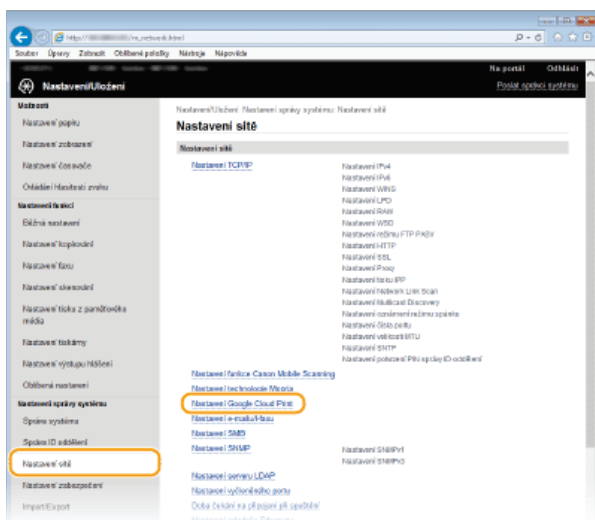 Soubor Úpravy Zobrazit Oblíbené položky Nástroje Nápověda
Na portál Odhlásit
Nastavení/Uložení
Poslat správci systému
Možnosti
Nastavení papíru
Nastavení zobrazení
Nastavení časovače
Ovládání hlasitosti zvuku
Nastavení funkcí
Běžná nastavení
Nastavení kopírování
Nastavení faxu
Nastavení skenování
Nastavení tisku z paměťového
média
Nastavení tiskárny
Nastavení výstupu hlášení
Oblíbená nastavení
Nastavení správy systému
Správa systému
Správa ID oddělení
Nastavení sítě
Nastavení zabezpečení
Import/Export
Nastavení/Uložení: Nastavení správy systému: Nastavení sítě
Nastavení sítě
Nastavení sítě
Nastavení TCP/IP
Nastavení IPv4
Nastavení IPv6
Nastavení WINS
Nastavení LPD
Nastavení RAW
Nastavení WSD
Nastavení režimu FTP PASV
Nastavení HTTP
Nastavení SSL
Nastavení Proxy
Nastavení tisku IPP
Nastavení Network Link Scan
Nastavení Multicast Discovery
Nastavení oznámení režimu spánku
Nastavení čísla portu
Nastavení velikosti MTU
Nastavení SNTP
Nastavení potvrzení PIN správy ID oddělení
Nastavení funkce Canon Mobile Scanning
Nastavení technologie Mopria
Nastavení Google Cloud Print
Nastavení e-mailu/I-faxu
Nastavení SMB
Nastavení SNMP
Nastavení SNMPv1
Nastavení SNMPv3
Nastavení serveru LDAP
Nastavení vyčleněného portu
Doba čekání na připojení při spuštění